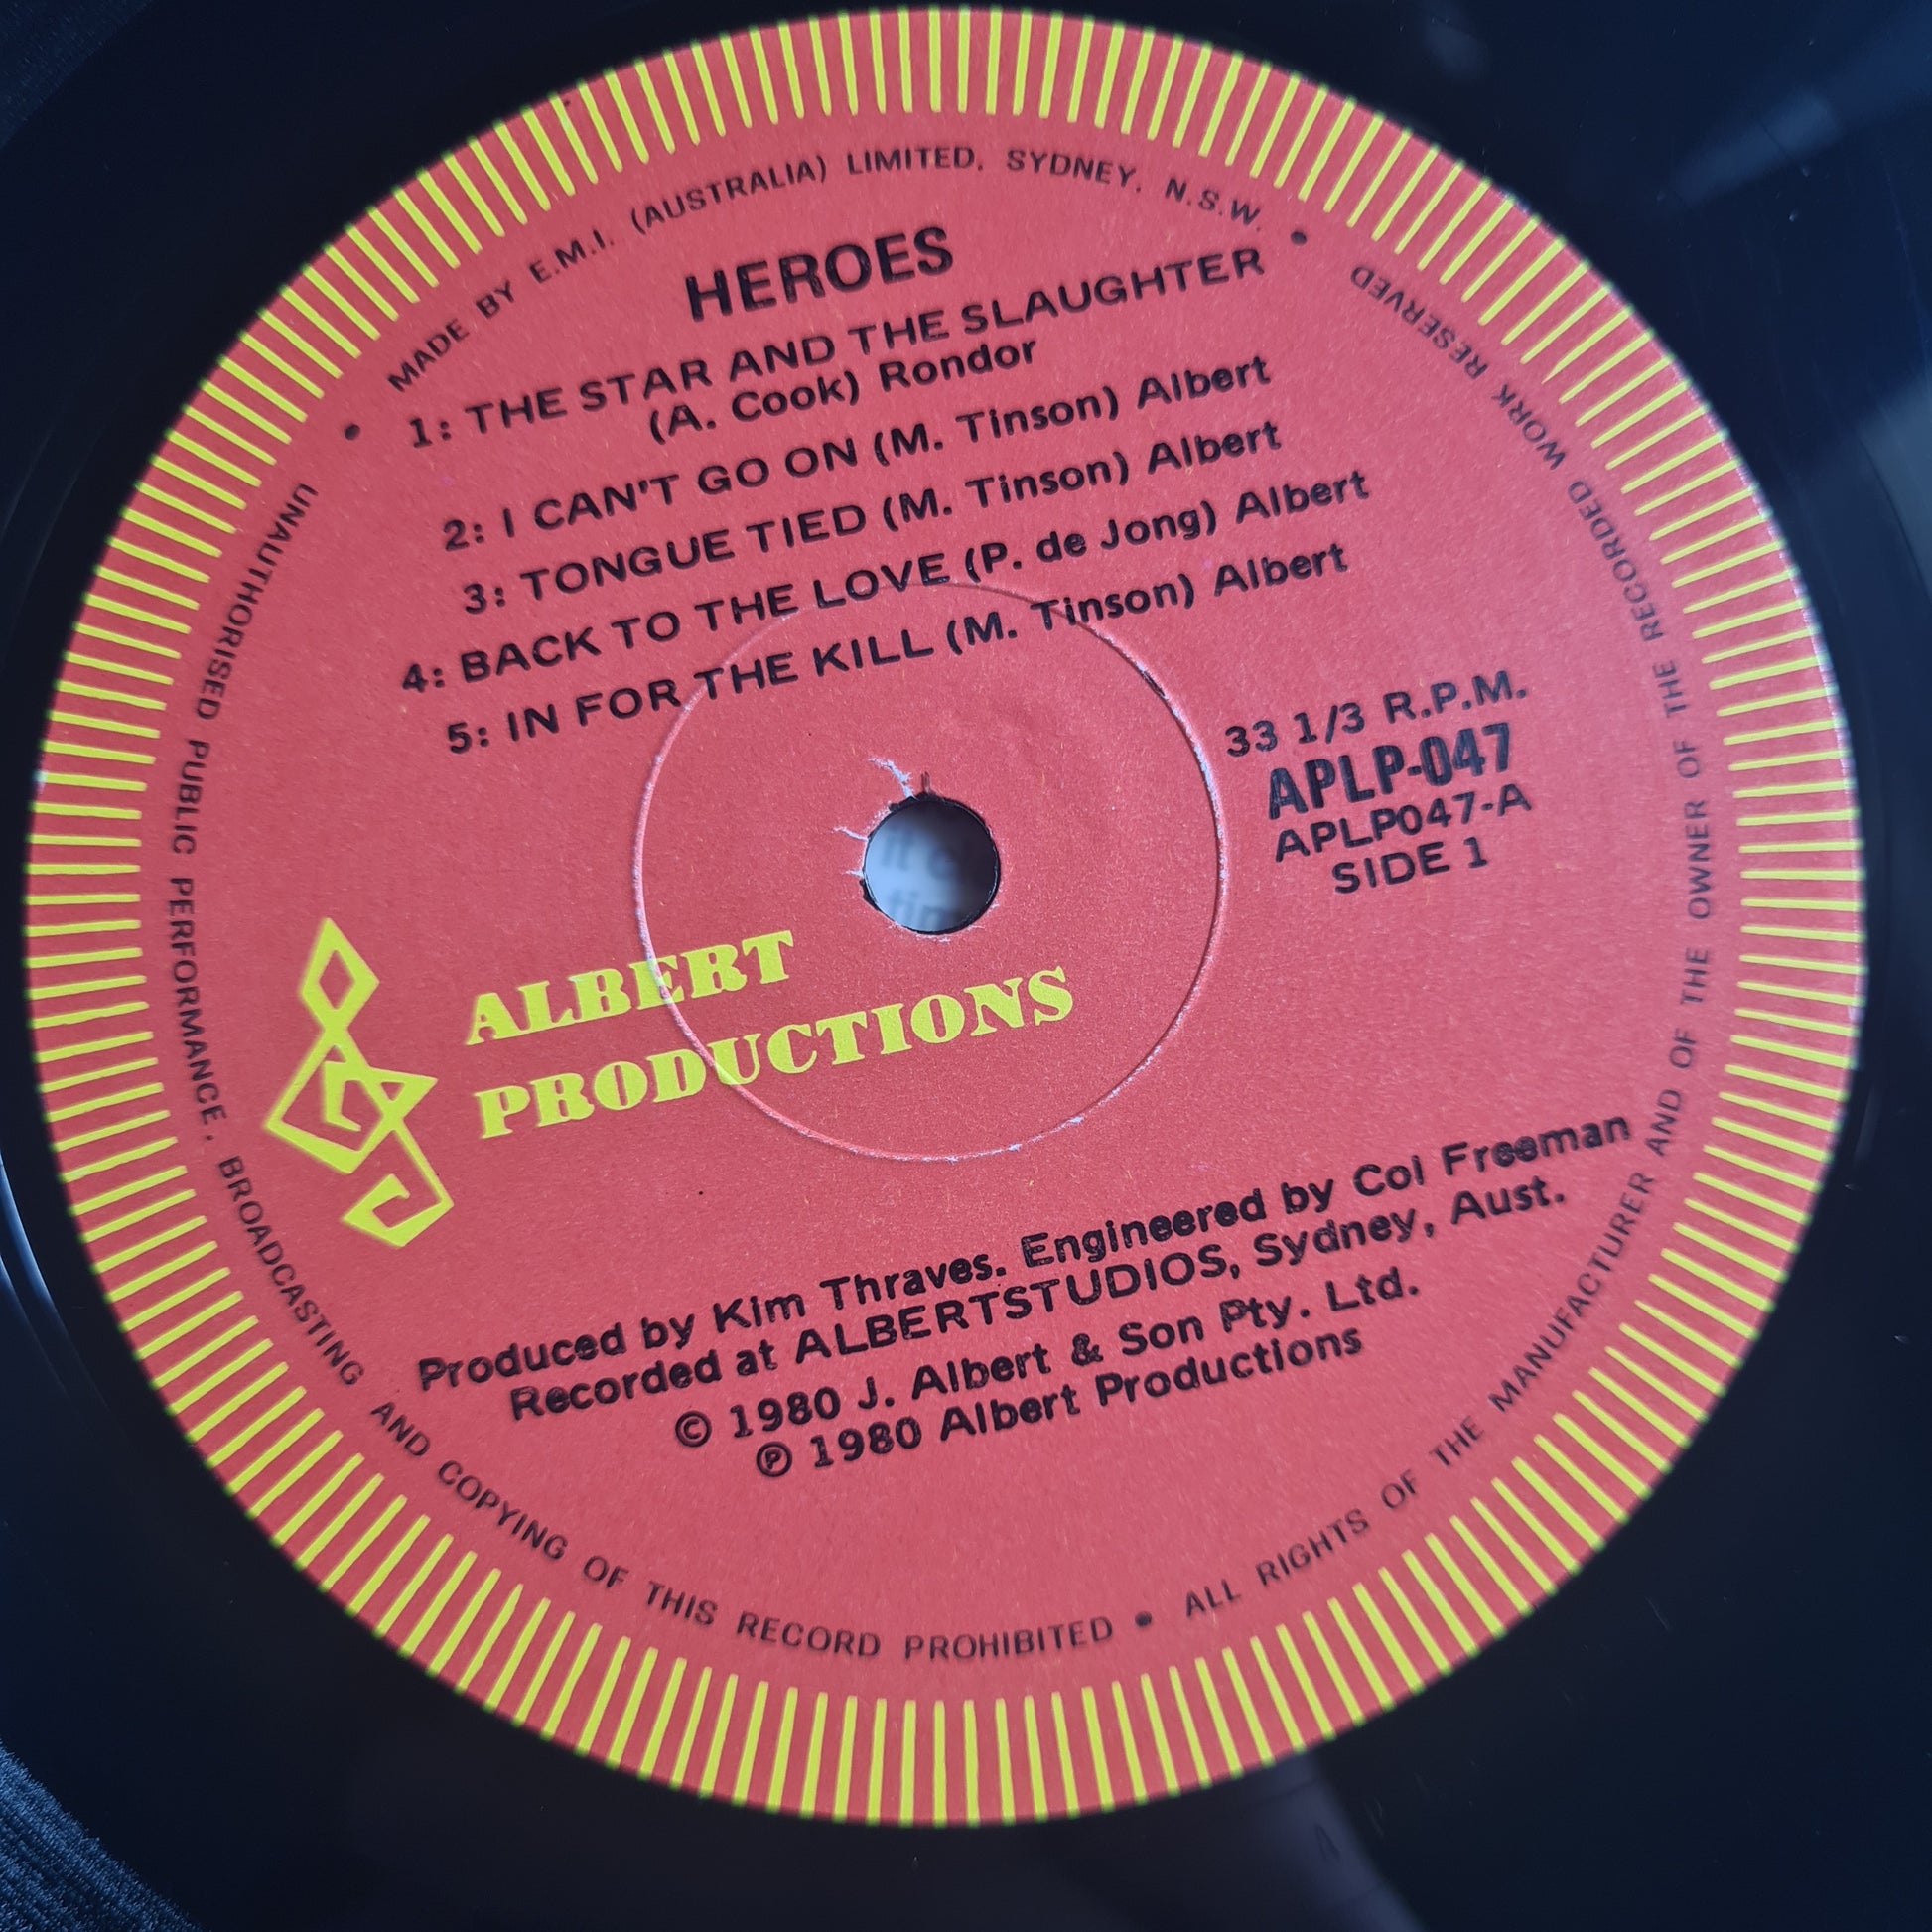 MADE BY E.M.I. (AUSTRALIA) LIMITED. SYDNEY. N.S.W. •
HEROES
1: THE STAR AND THE SLAUGHTER
(A. Cook) Rondor
2: I CAN'T GO ON (M. Tinson) Albert
3: TONGUE TIED (M. Tinson) Albert
4: BACK TO THE LOVE (P. de Jong) Albert
5: IN FOR THE KILL (M. Tinson) Albert
33 1/3 R.P.M.
APLP-047
APLP047-A
SIDE 1
ALBERT
PRODUCTIONS
Produced by Kim Thraves. Engineered by Col Freeman
Recorded at ALBERTSTUDIOS, Sydney, Aust.
© 1980 J. Albert & Son Pty. Ltd.
℗ 1980 Albert Productions
• UNAUTHORISED PUBLIC PERFORMANCE, BROADCASTING AND COPYING OF THIS RECORD PROHIBITED • ALL RIGHTS OF THE MANUFACTURER AND OF THE OWNER OF THE RECORDED WORK RESERVED